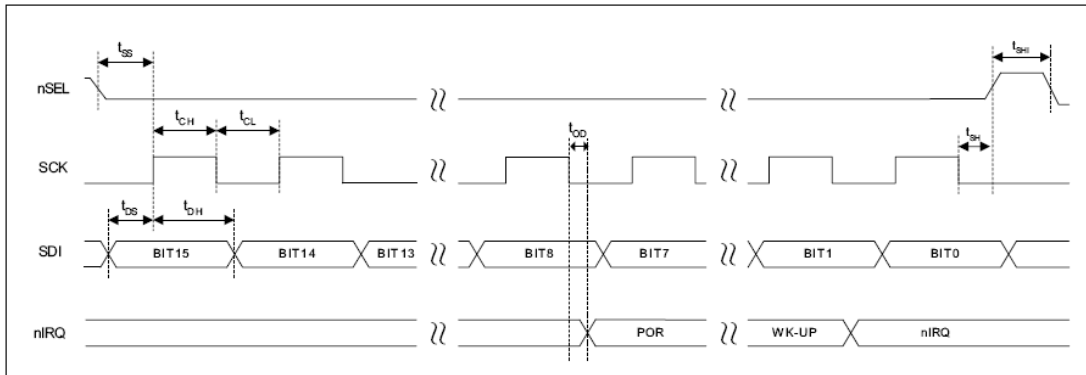 tSS
tSHI
nSEL
tCH
tCL
tOD
tSH
SCK
tDS
tDH
SDI
BIT15
BIT14
BIT13
BIT8
BIT7
BIT1
BIT0
nIRQ
POR
WK-UP
nIRQ